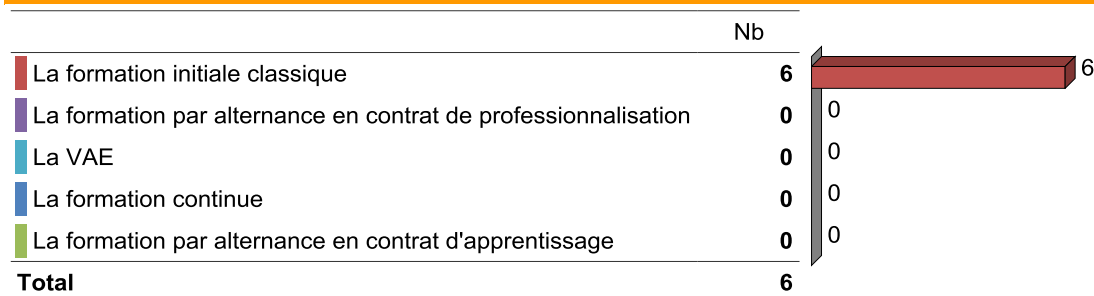 Nb
La formation initiale classique 6 6
La formation par alternance en contrat de professionnalisation 0 0
La VAE 0 0
La formation continue 0 0
La formation par alternance en contrat d'apprentissage 0 0
Total 6